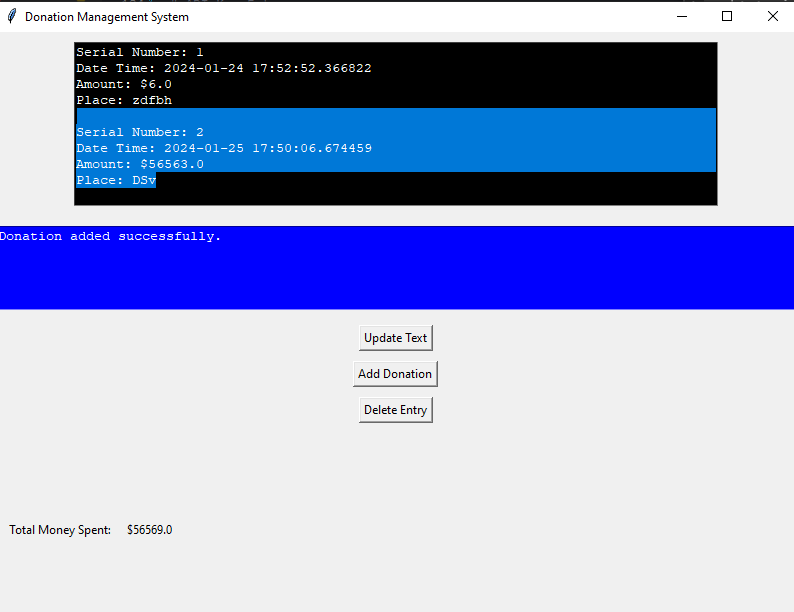 Donation Management System
Serial Number: 1
Date Time: 2024-01-24 17:52:52.366822
Amount: $6.0
Place: zdfbh
Serial Number: 2
Date Time: 2024-01-25 17:50:06.674459
Amount: $56563.0
Place: DSv
Donation added successfully.
Update Text
Add Donation
Delete Entry
Total Money Spent: $56569.0